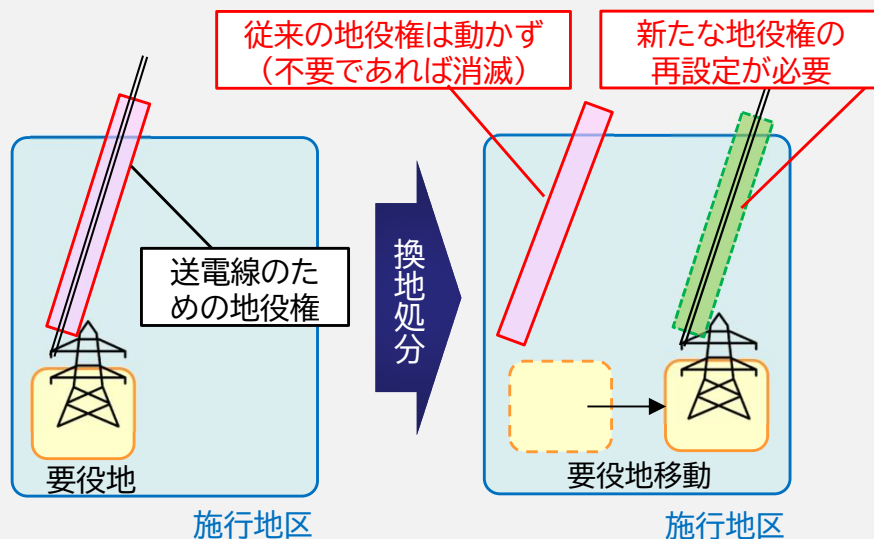 従来の地役権は動かず
（不要であれば消滅）
新たな地役権の
再設定が必要
送電線のた
めの地役権
換地処分
要役地
要役地移動
施行地区
施行地区